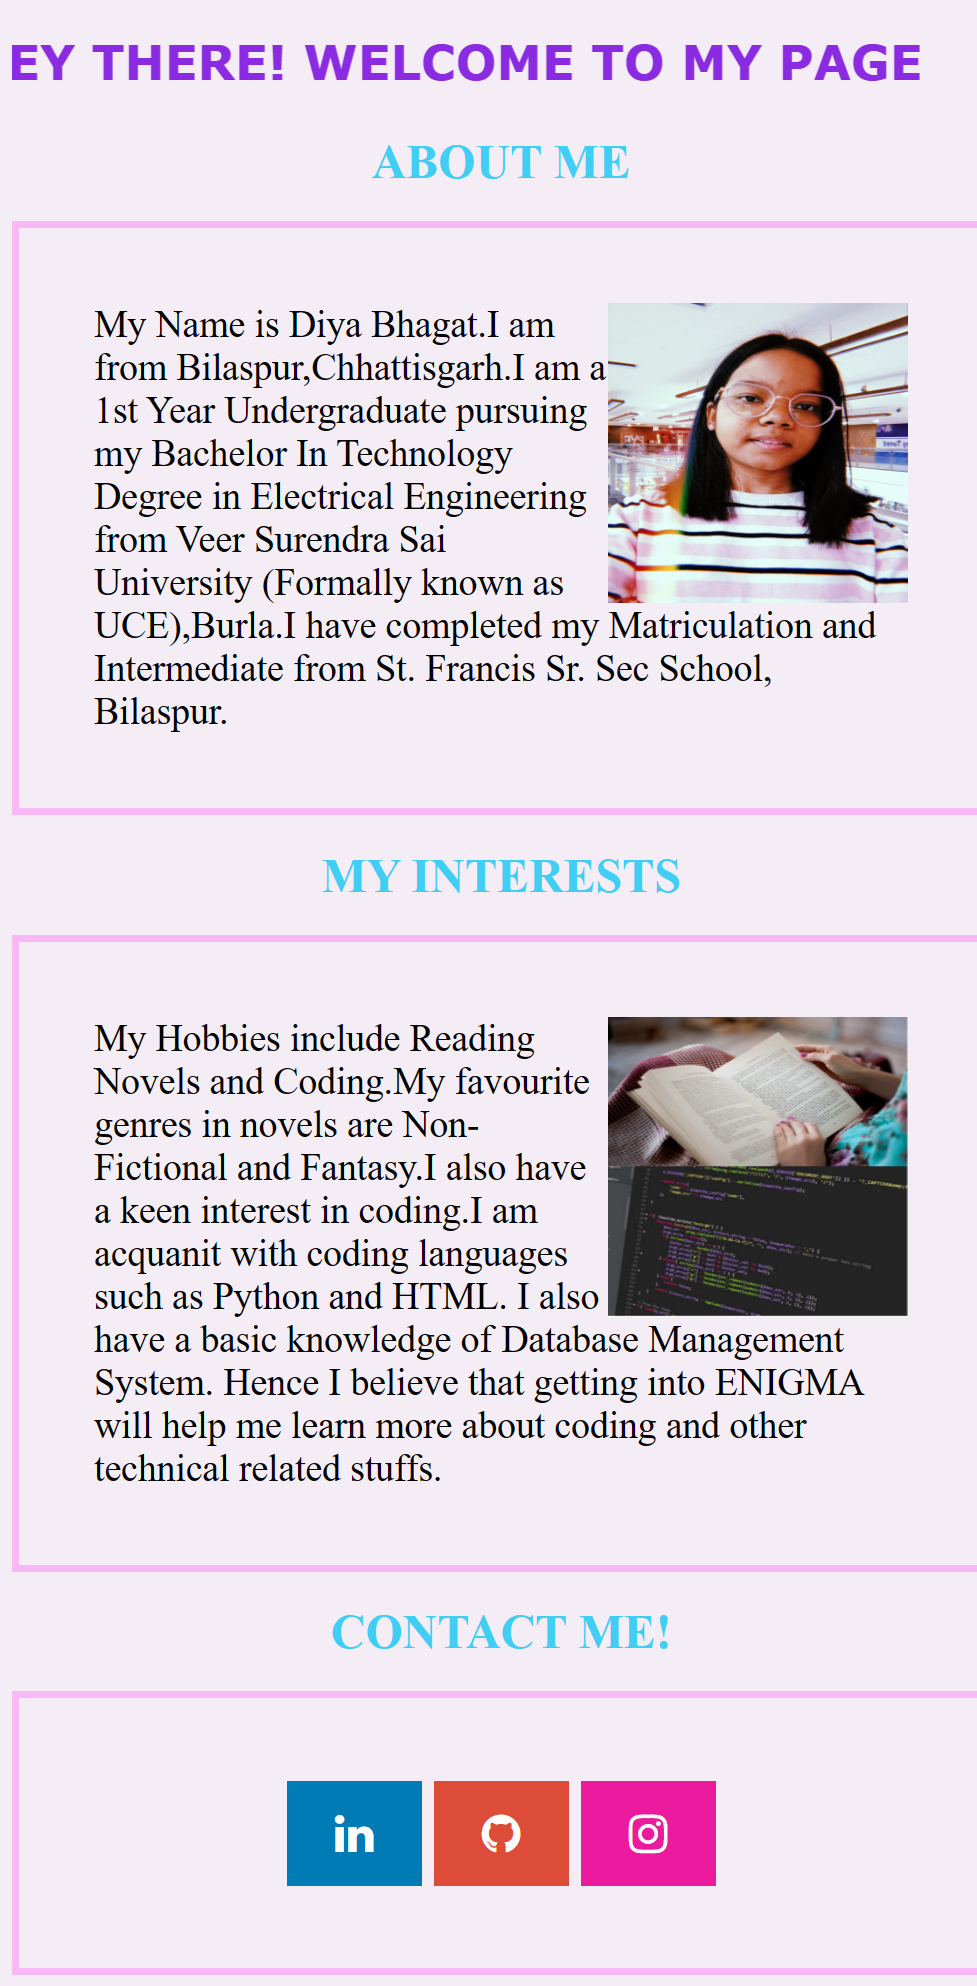 EY THERE! WELCOME TO MY PAGE
ABOUT ME
My Name is Diya Bhagat.I am
from Bilaspur,Chhattisgarh.I am a
1st Year Undergraduate pursuing
my Bachelor In Technology
Degree in Electrical Engineering
from Veer Surendra Sai
University (Formally known as
UCE),Burla.I have completed my Matriculation and
Intermediate from St. Francis Sr. Sec School,
Bilaspur.
MY INTERESTS
My Hobbies include Reading
Novels and Coding.My favourite
genres in novels are Non-
Fictional and Fantasy.I also have
a keen interest in coding.I am
acquanit with coding languages
such as Python and HTML. I also
have a basic knowledge of Database Management
System. Hence I believe that getting into ENIGMA
will help me learn more about coding and other
technical related stuffs.
CONTACT ME!
in